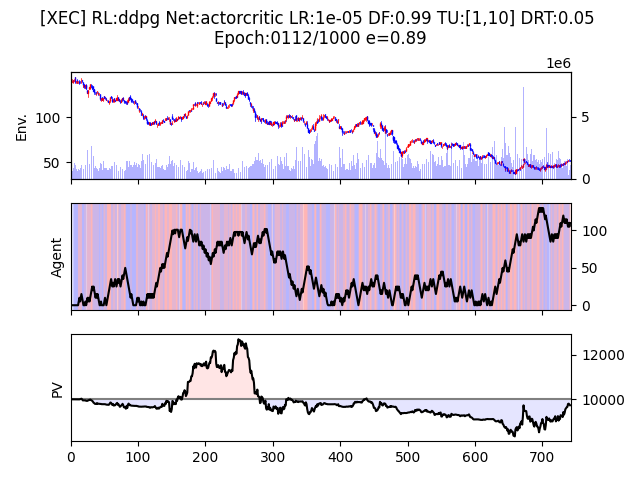 [XEC] RL:ddpg Net:actorcritic LR:1e-05 DF:0.99 TU:[1,10] DRT:0.05
Epoch:0112/1000 e=0.89
1e6
Env.
100
50
5
0
Agent
100
50
0
PV
12000
10000
0 100 200 300 400 500 600 700